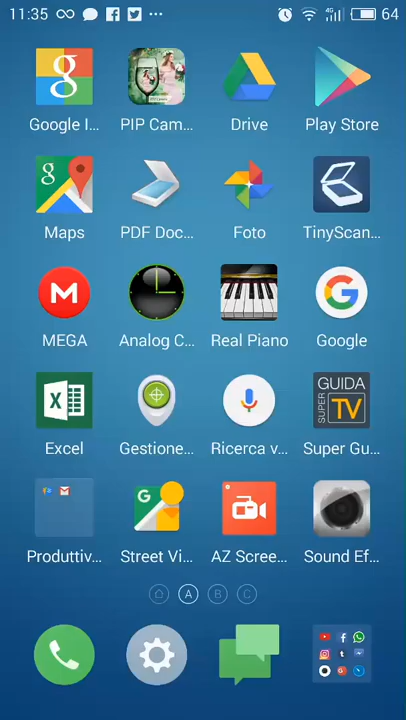 11:35 ... 4G 64
Google I... PIP Cam... Drive Play Store
g
Maps PDF Doc... Foto TinyScan...
M
MEGA Analog C... Real Piano Google
X GUIDA
SUPER TV
Excel Gestione... Ricerca v... Super Gu...
G
Produttiv... Street Vi... AZ Scree... Sound Ef...
A B C